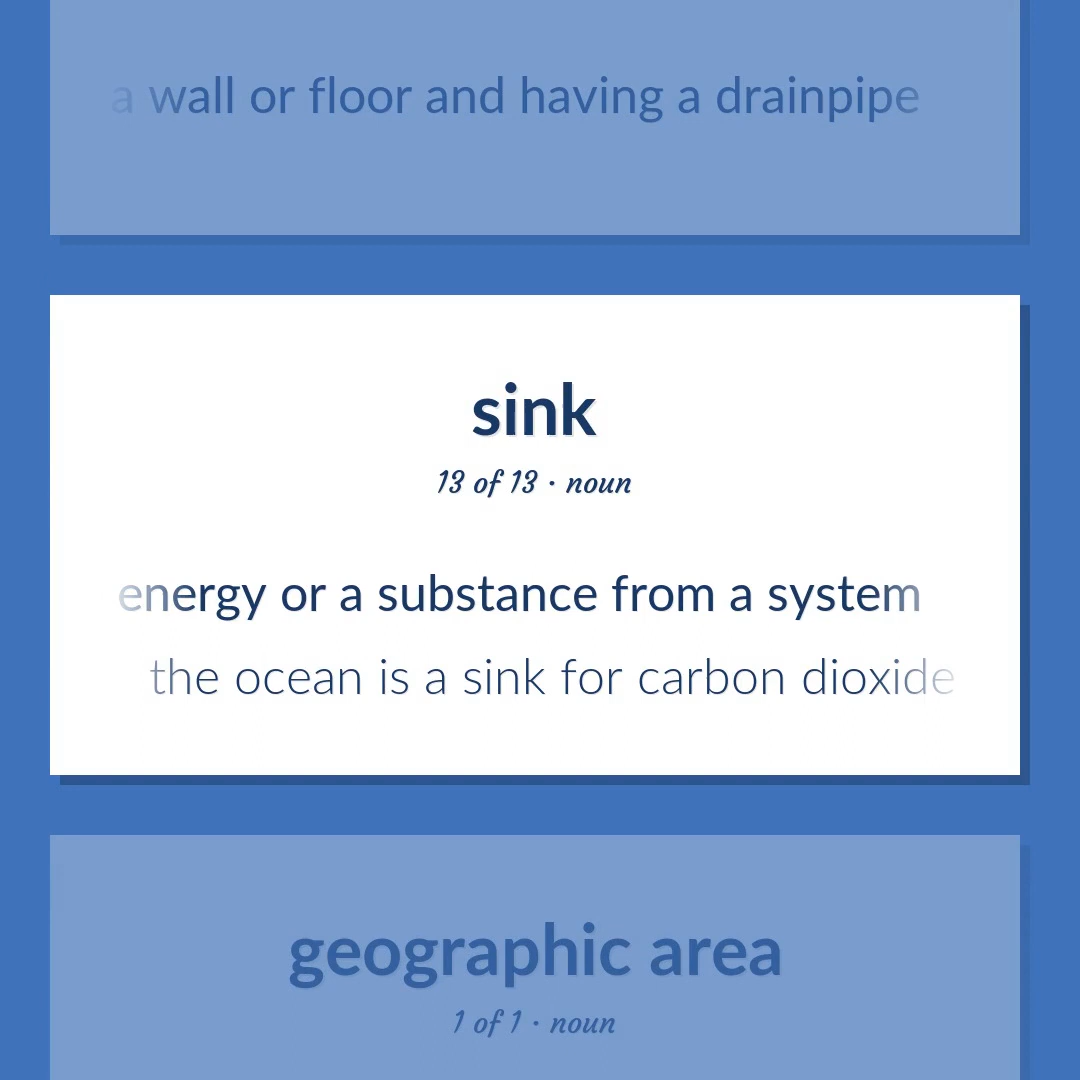 a wall or floor and having a drainpipe
sink
13 of 13 · noun
energy or a substance from a system
the ocean is a sink for carbon dioxide
geographic area
1 of 1 · noun